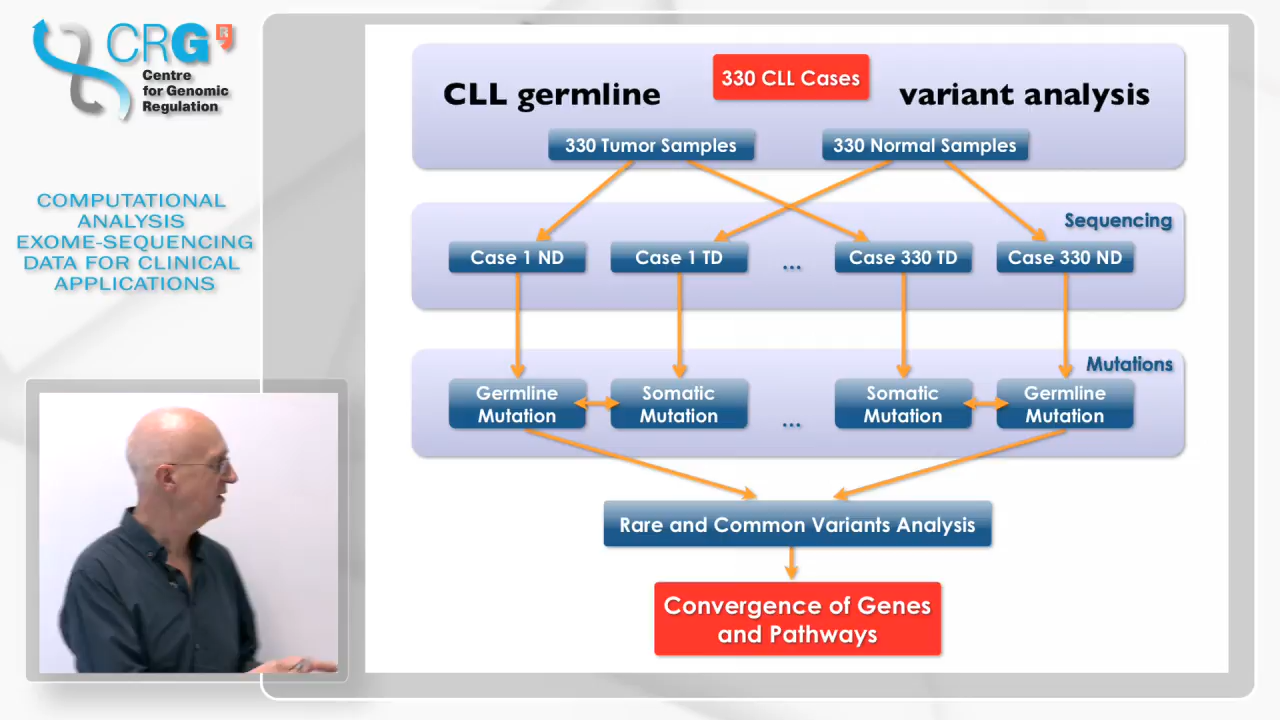 CRG
R
Centre
for Genomic
Regulation
COMPUTATIONAL
ANALYSIS
EXOME-SEQUENCING
DATA FOR CLINICAL
APPLICATIONS
330 CLL Cases
CLL germline variant analysis
330 Tumor Samples
330 Normal Samples
Sequencing
Case 1 ND
Case 1 TD
...
Case 330 TD
Case 330 ND
Mutations
Germline
Mutation
Somatic
Mutation
...
Somatic
Mutation
Germline
Mutation
Rare and Common Variants Analysis
Convergence of Genes
and Pathways